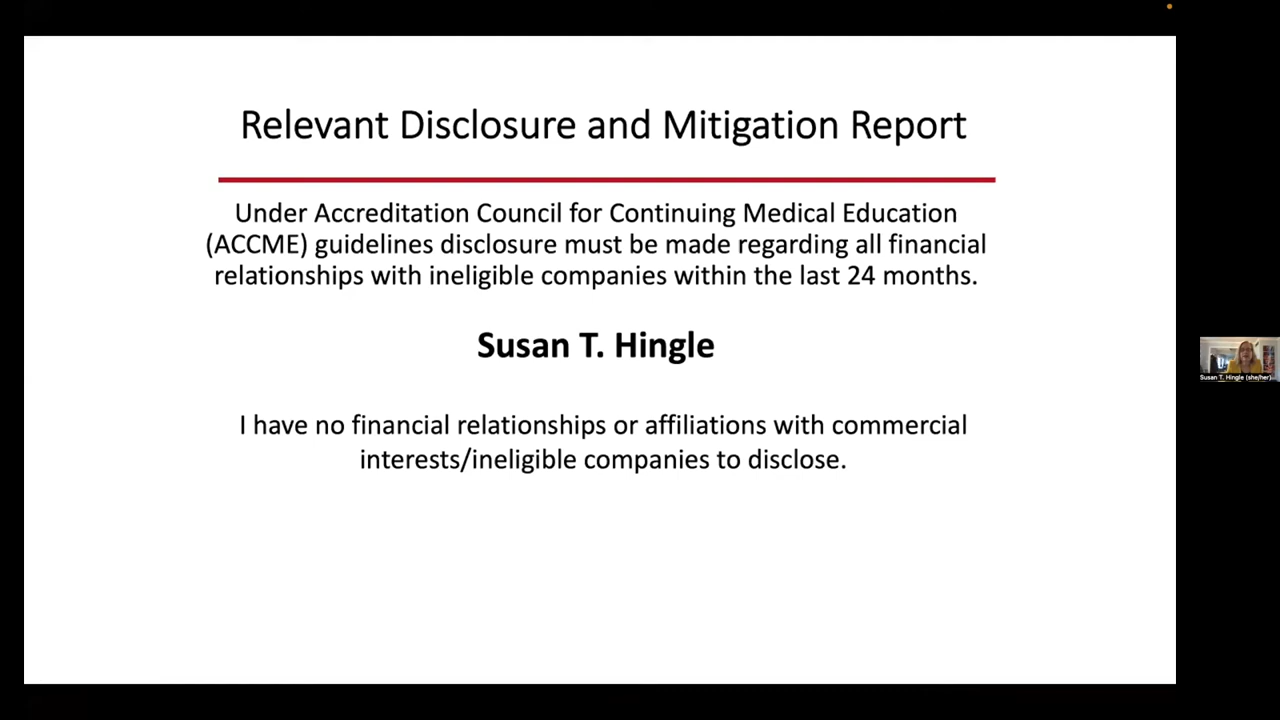 Relevant Disclosure and Mitigation Report
Under Accreditation Council for Continuing Medical Education
(ACCME) guidelines disclosure must be made regarding all financial
relationships with ineligible companies within the last 24 months.
Susan T. Hingle
I have no financial relationships or affiliations with commercial
interests/ineligible companies to disclose.
Susan T. Hingle (she/her)